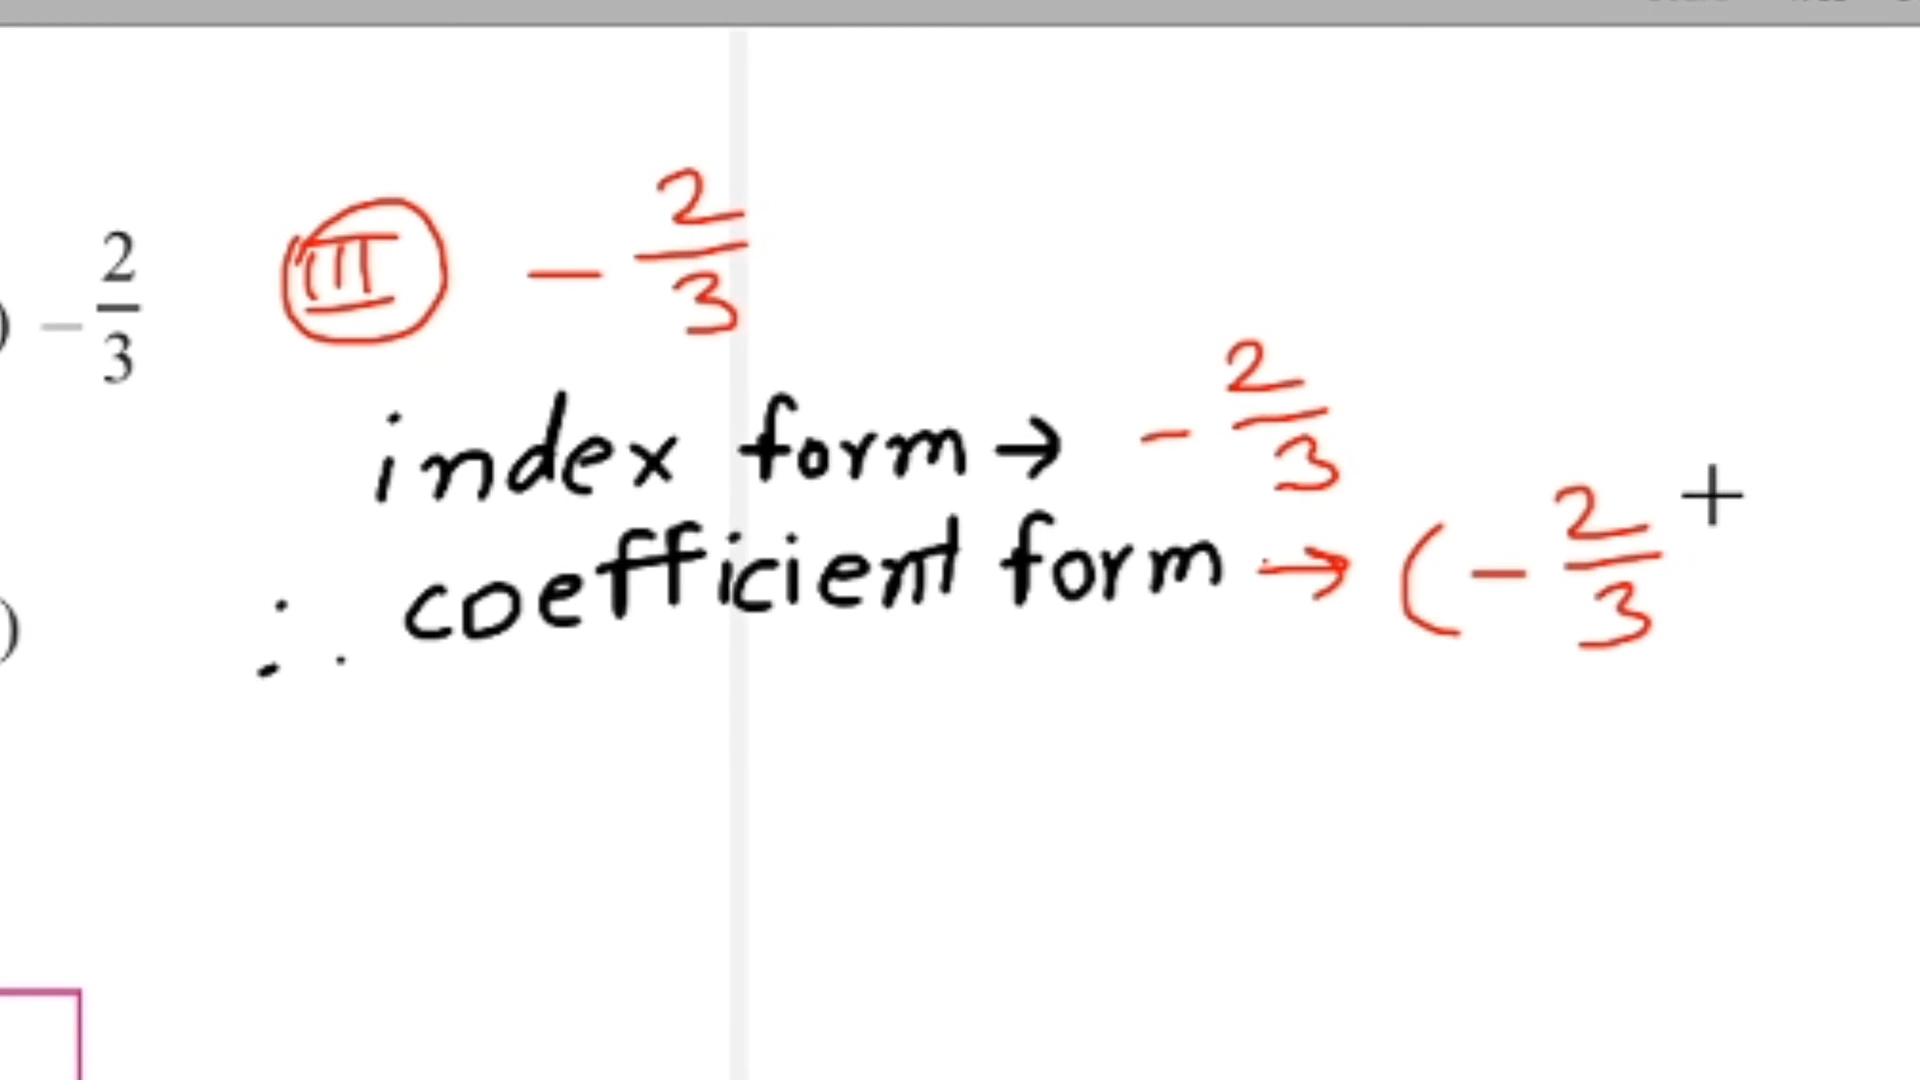 ) -2/3
(III) - 2/3
index form → - 2/3
∴ coefficient form → (- 2/3
)